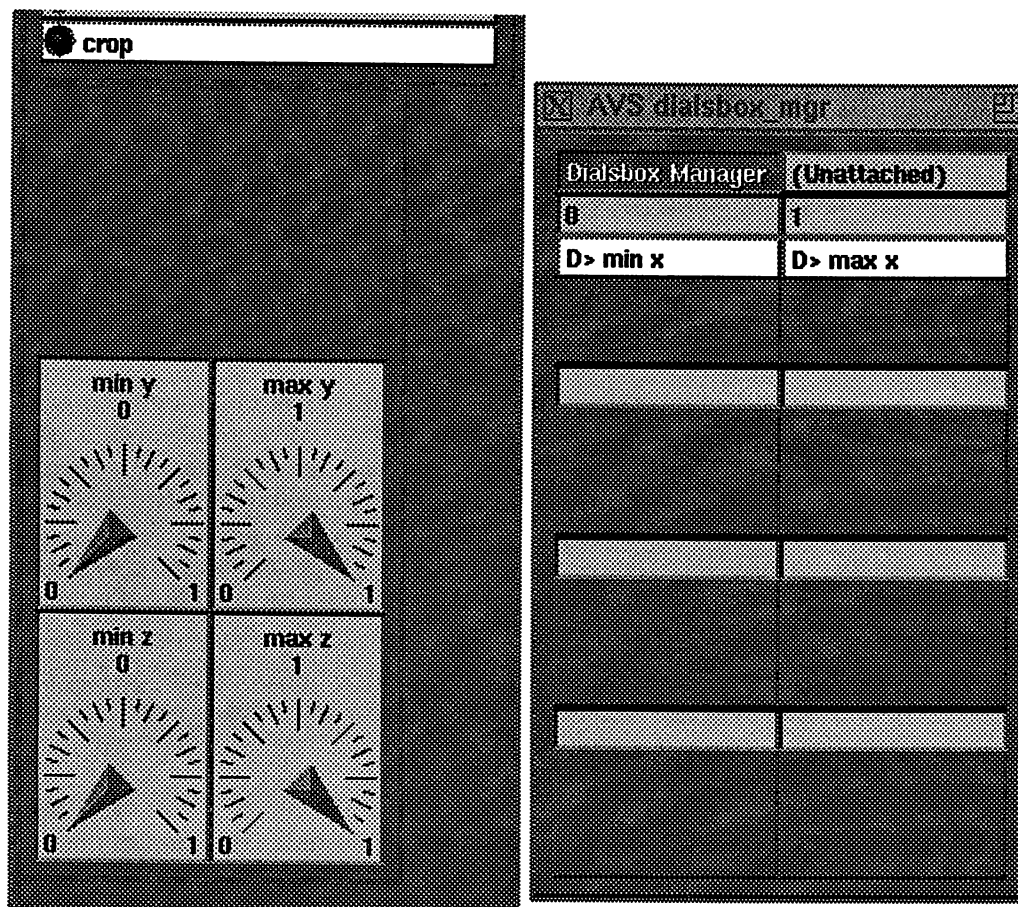 crop
min y
0
max y
1
0
1
0
1
min z
0
max z
1
0
1
0
1
AVS dialsbox_mgr
Dialsbox Manager
(Unattached)
0
1
D> min x
D> max x